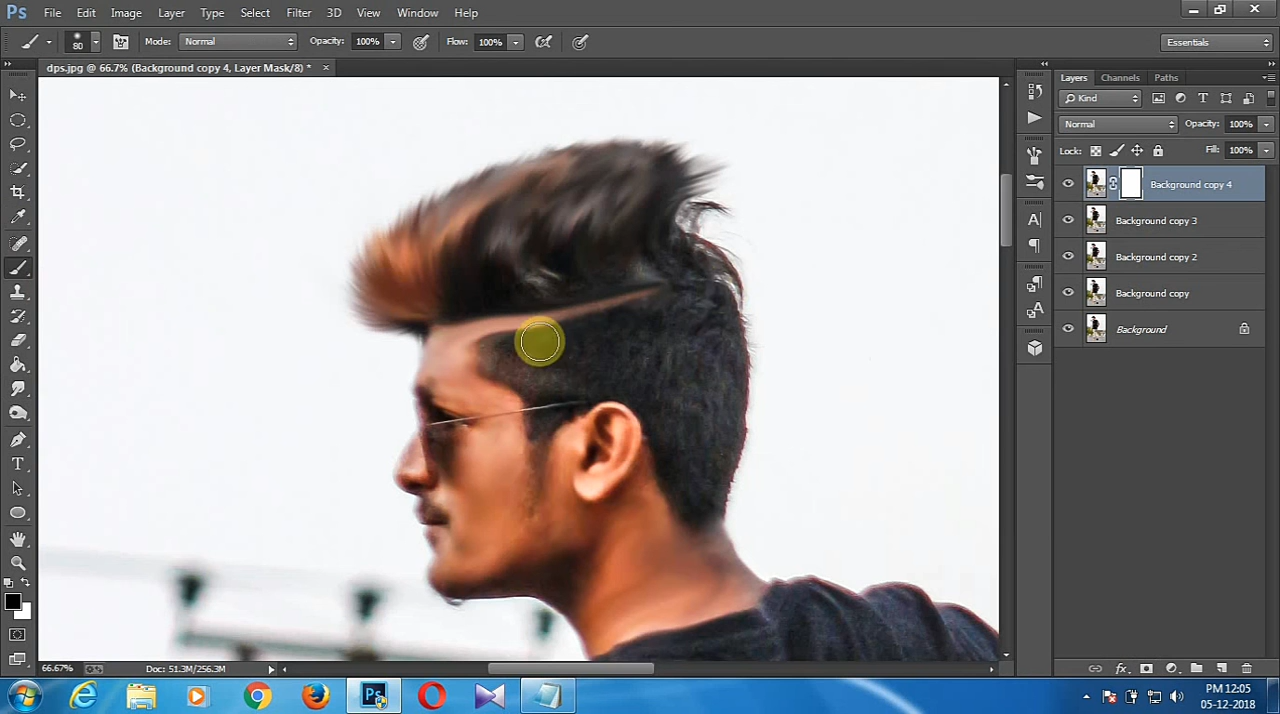 Ps File Edit Image Layer Type Select Filter 3D View Window Help
80 Mode: Normal Opacity: 100% Flow: 100% Essentials
dps.jpg @ 66.7% (Background copy 4, Layer Mask/8) * ×
Layers Channels Paths
Kind
Normal Opacity: 100%
Lock: Fill: 100%
Background copy 4
Background copy 3
Background copy 2
Background copy
Background
66.67% Doc: 51.3M/256.3M
PM 12:05
05-12-2018